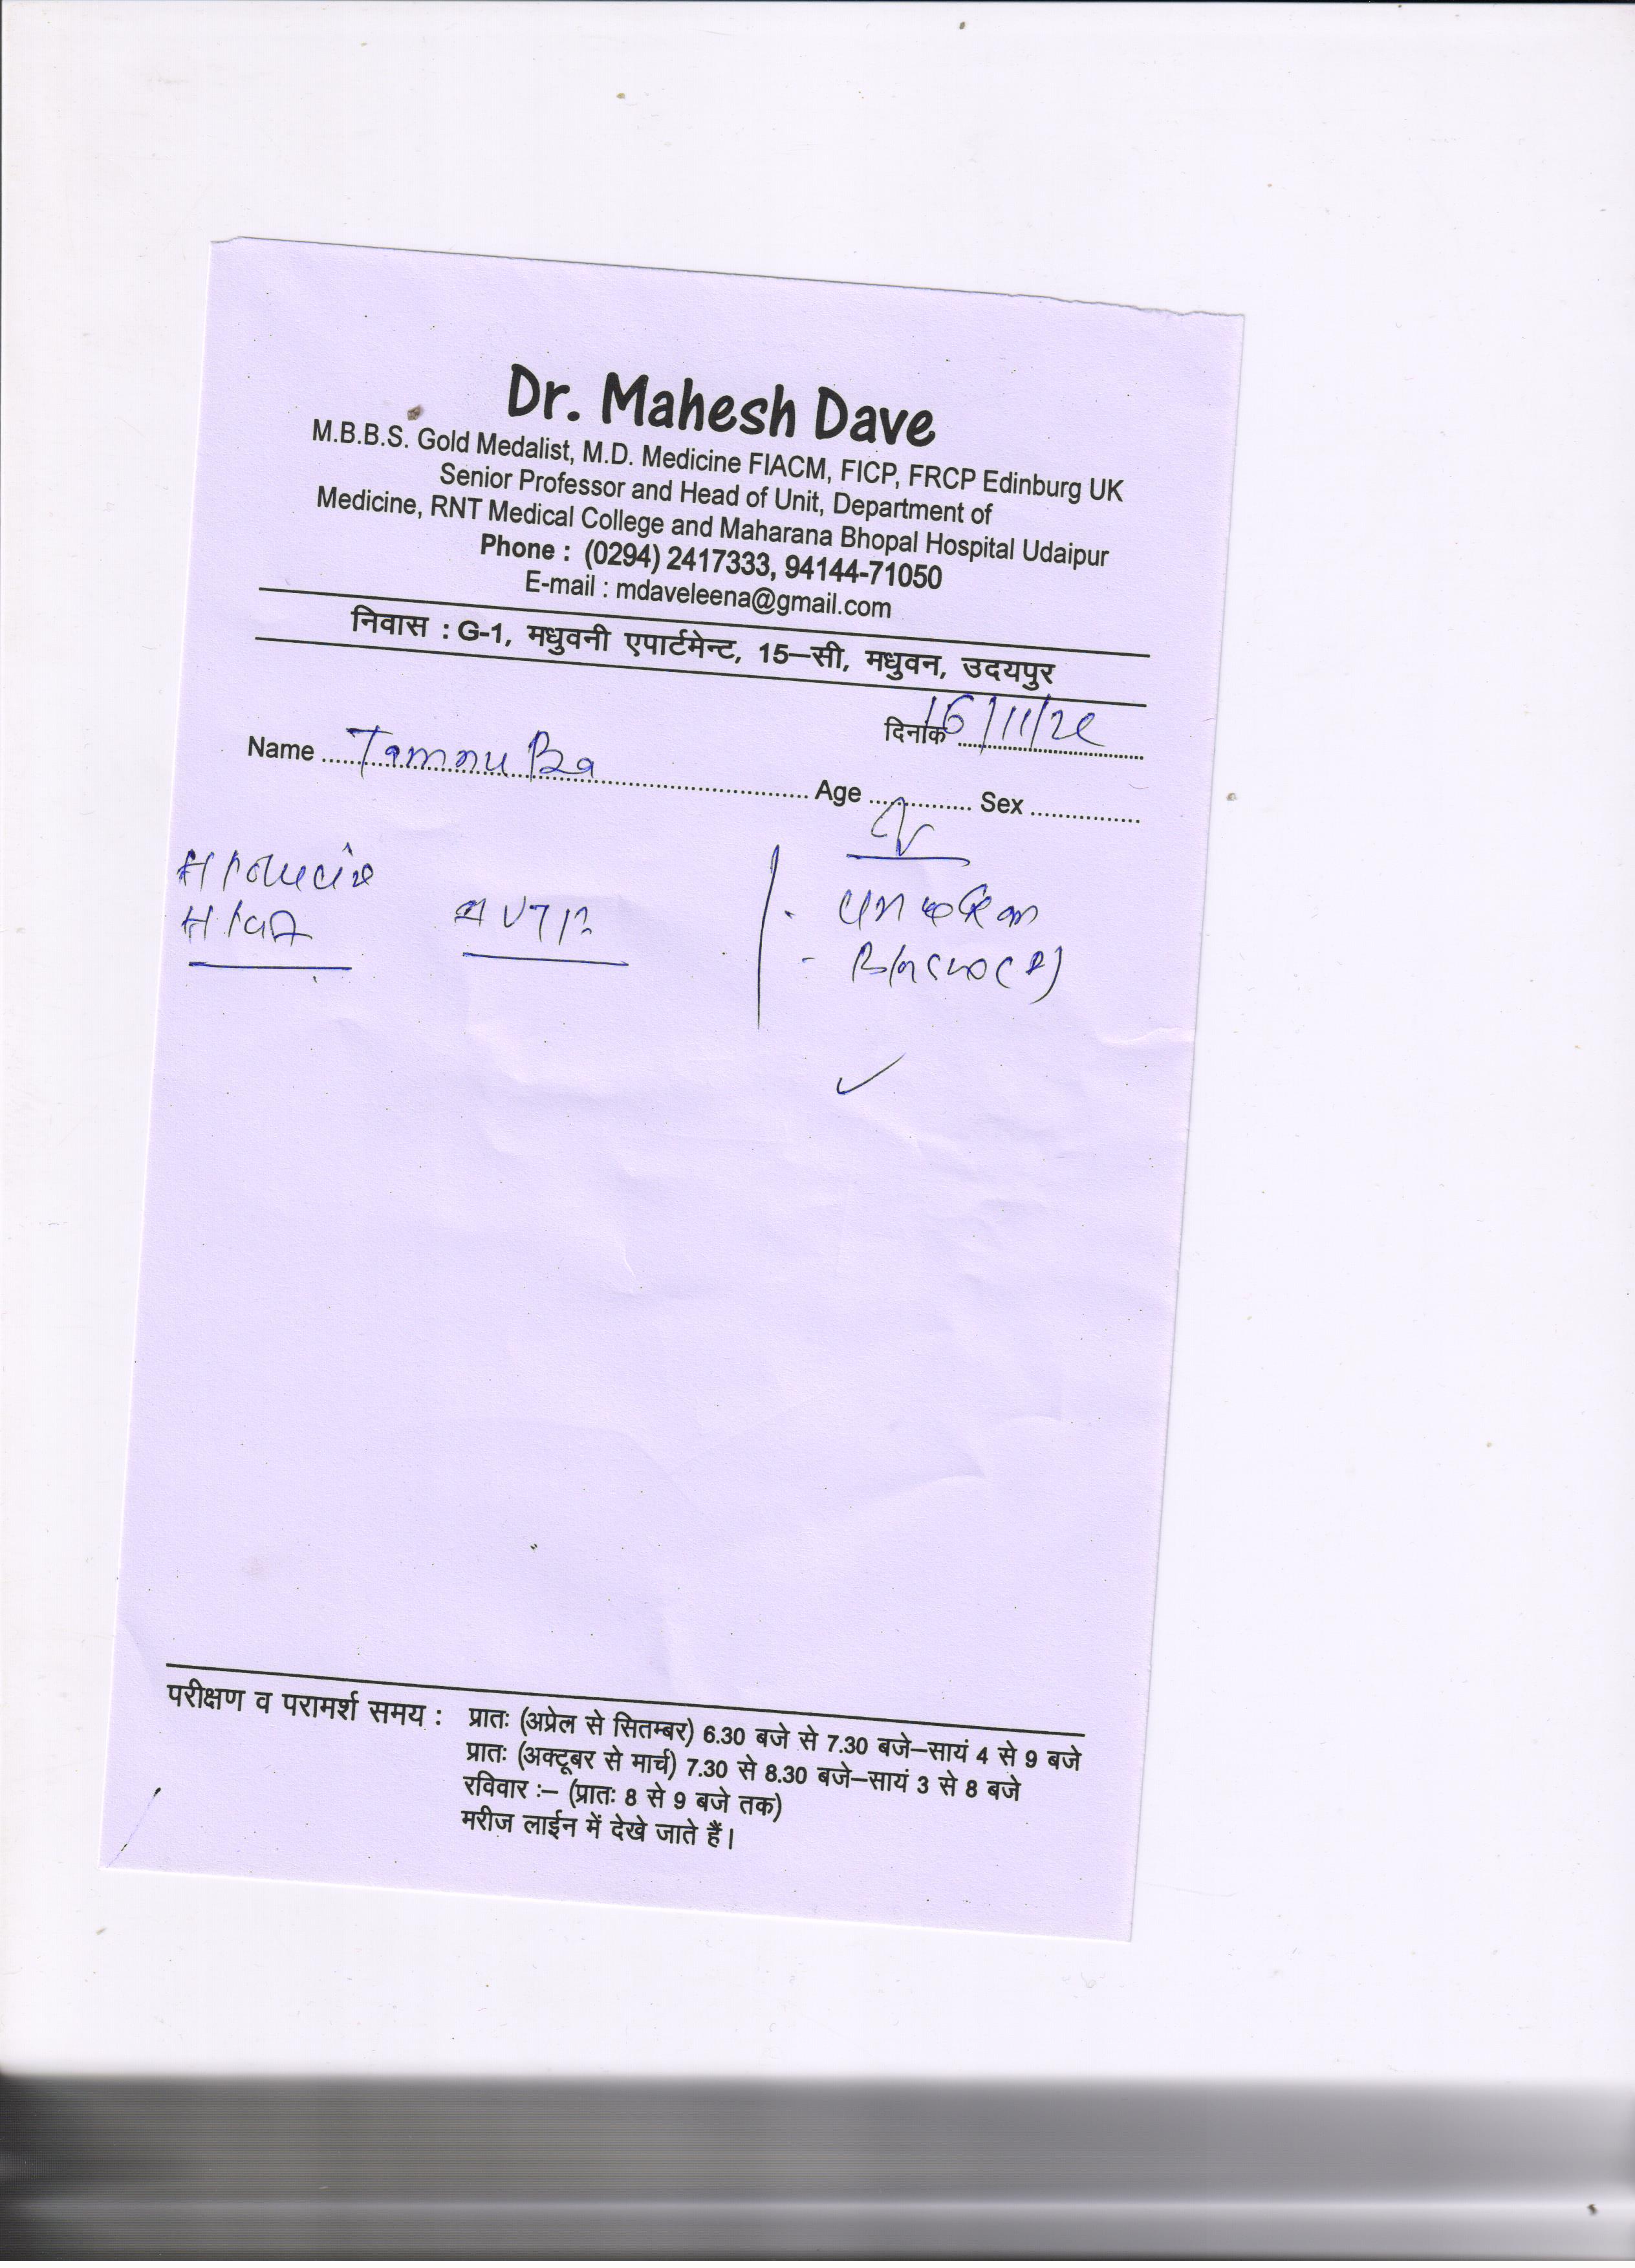 Dr. Mahesh Dave
M.B.B.S. Gold Medalist, M.D. Medicine FIACM, FICP, FRCP Edinburg UK
Senior Professor and Head of Unit, Department of
Medicine, RNT Medical College and Maharana Bhopal Hospital Udaipur
Phone : (0294) 2417333, 94144-71050
E-mail : mdaveleena@gmail.com
निवास : G-1, मधुवनी एपार्टमेन्ट, 15–सी, मधुवन, उदयपुर
दिनांक 16/11/20
Name Tammu Ba Age Sex
परीक्षण व परामर्श समय : प्रातः (अप्रेल से सितम्बर) 6.30 बजे से 7.30 बजे–सायं 4 से 9 बजे
प्रातः (अक्टूबर से मार्च) 7.30 से 8.30 बजे–सायं 3 से 8 बजे
रविवार :– (प्रातः 8 से 9 बजे तक)
मरीज लाईन में देखे जाते हैं।